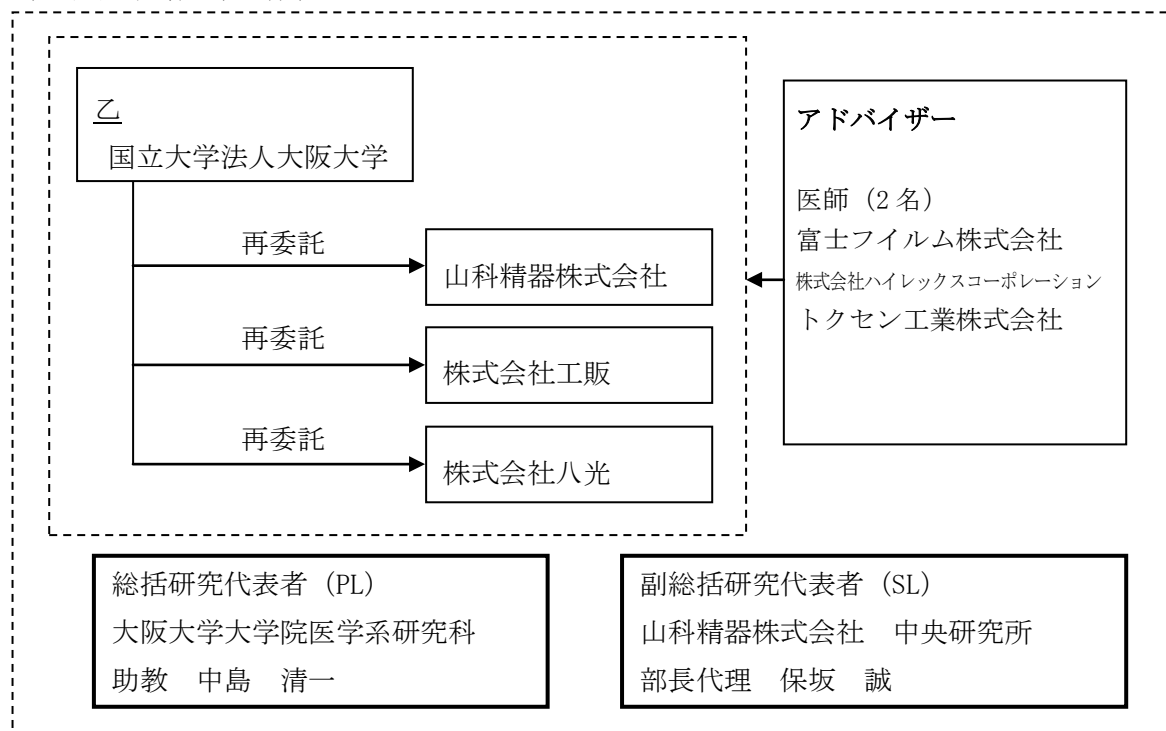 乙
国立大学法人大阪大学
再委託
山科精器株式会社
再委託
株式会社工販
再委託
株式会社八光
アドバイザー
医師（2名）
富士フイルム株式会社
株式会社ハイレックスコーポレーション
トクセン工業株式会社
総括研究代表者（PL）
大阪大学大学院医学系研究科
助教　中島　清一
副総括研究代表者（SL）
山科精器株式会社　中央研究所
部長代理　保坂　誠